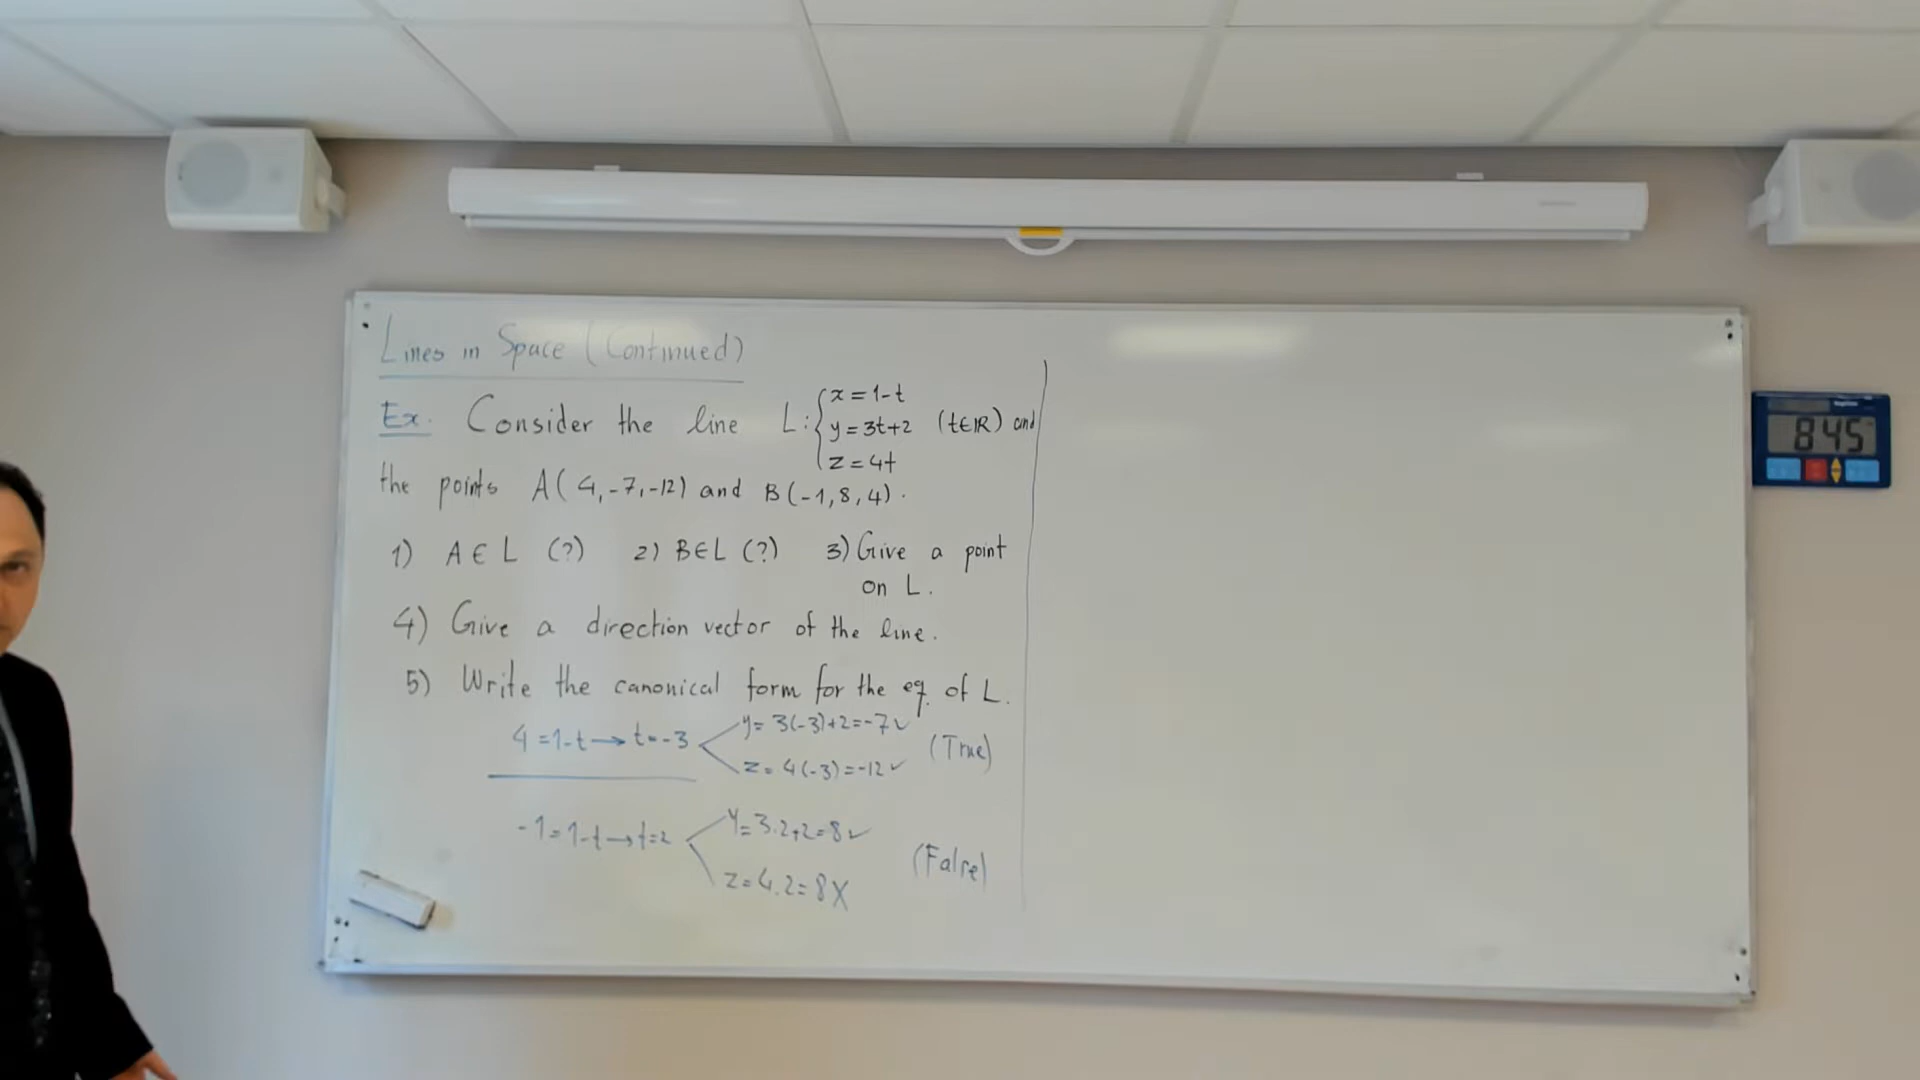 Lines in Space (Continued)
Ex. Consider the line L: { x = 1-t
y = 3t+2 (t∈IR) and
z = 4t
the points A(4,-7,-12) and B(-1,8,4).
1) A ∈ L (?) 2) B∈L (?) 3) Give a point
on L.
4) Give a direction vector of the line.
5) Write the canonical form for the eq. of L.
y = 3(-3)+2=-7✓
4=1-t→t=-3 (True)
z = 4(-3)=-12✓
y=3.2+2=8✓
-1=1-t→t=2 (False)
z=4.2=8X
845